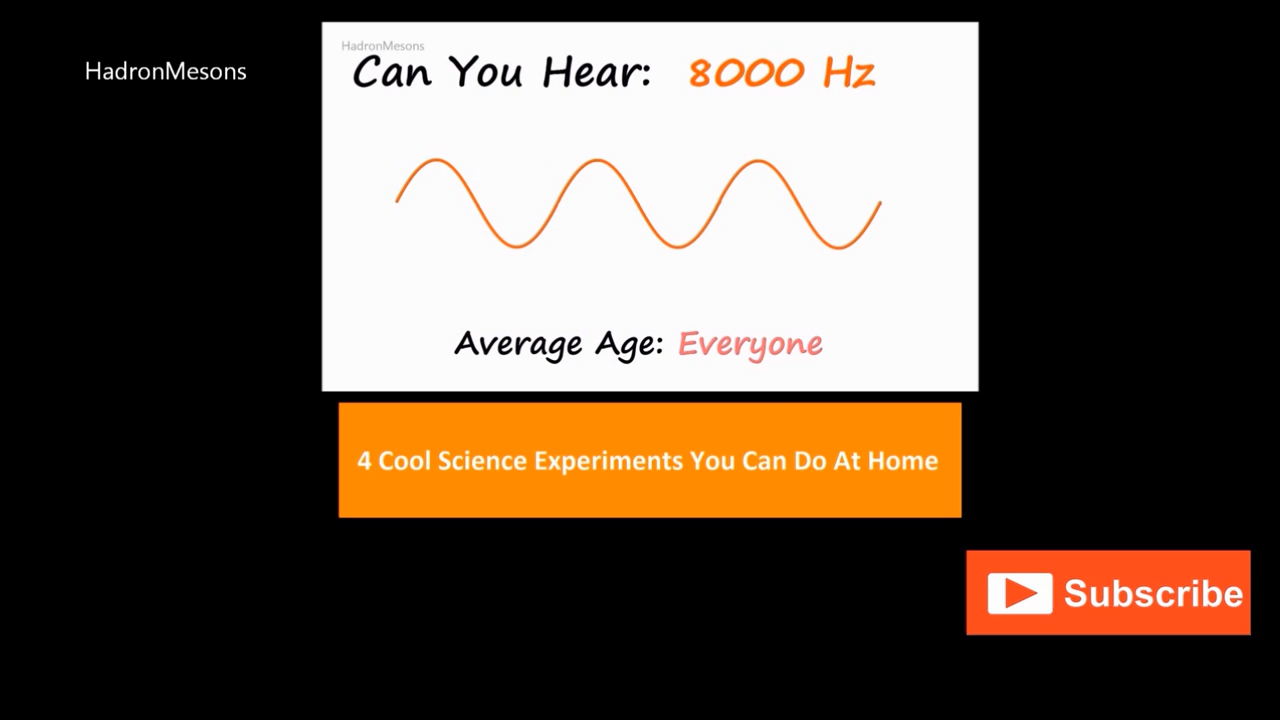 HadronMesons
HadronMesons
Can You Hear: 8000 Hz
Average Age: Everyone
4 Cool Science Experiments You Can Do At Home
Subscribe